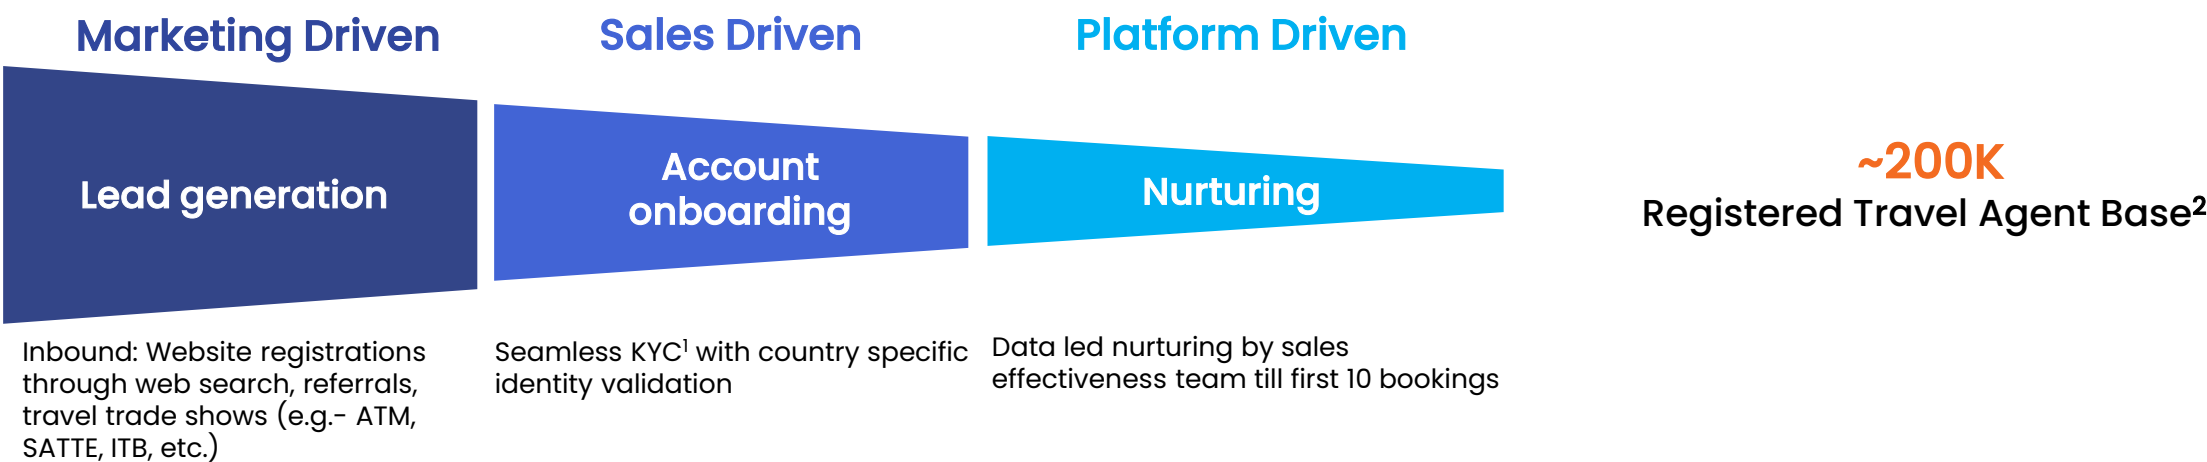 Marketing Driven
Sales Driven
Platform Driven
Lead generation
Account
onboarding
Nurturing
~200K
Registered Travel Agent Base²
Inbound: Website registrations
through web search, referrals,
travel trade shows (e.g.- ATM,
SATTE, ITB, etc.)
Seamless KYC¹ with country specific
identity validation
Data led nurturing by sales
effectiveness team till first 10 bookings